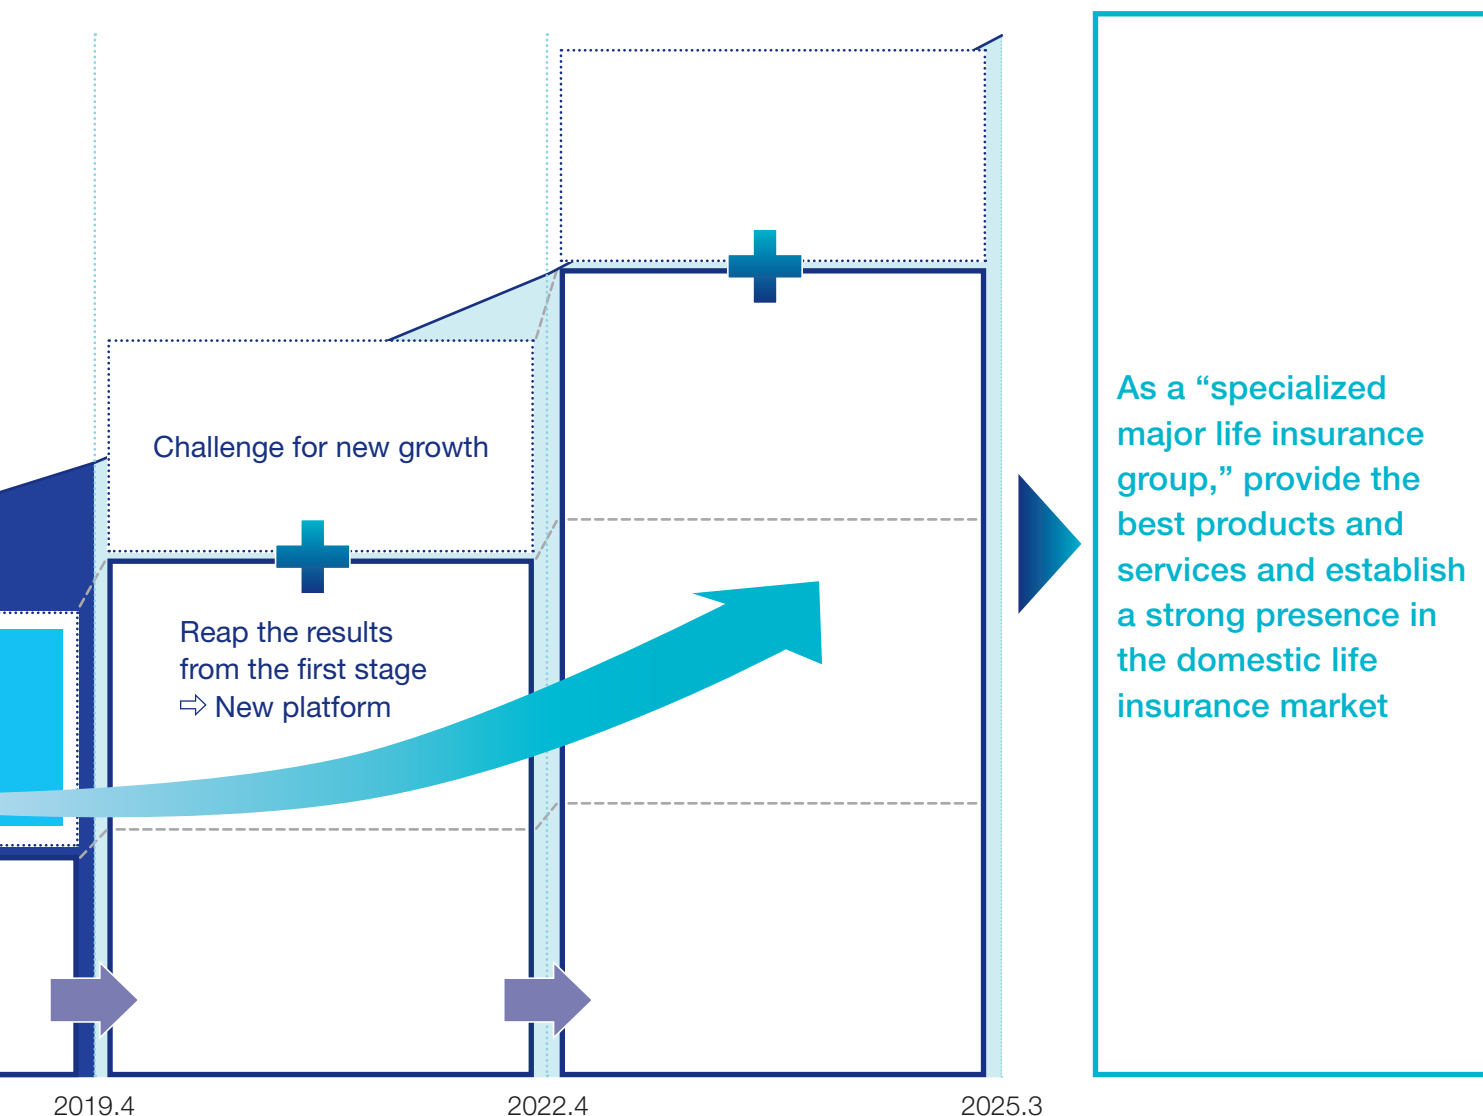 Challenge for new growth
Reap the results
from the first stage
⇨ New platform
As a “specialized
major life insurance
group,” provide the
best products and
services and establish
a strong presence in
the domestic life
insurance market
2019.4
2022.4
2025.3